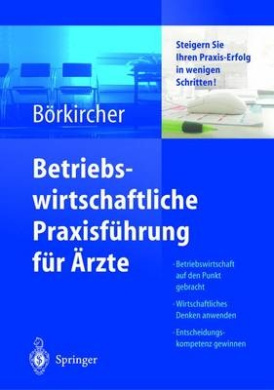 Steigern Sie
Ihren Praxis-Erfolg
in wenigen
Schritten!
Börkircher
Betriebs-
wirtschaftliche
Praxisführung
für Ärzte
· Betriebswirtschaft
auf den Punkt
gebracht
· Wirtschaftliches
Denken anwenden
· Entscheidungs-
kompetenz gewinnen
Springer